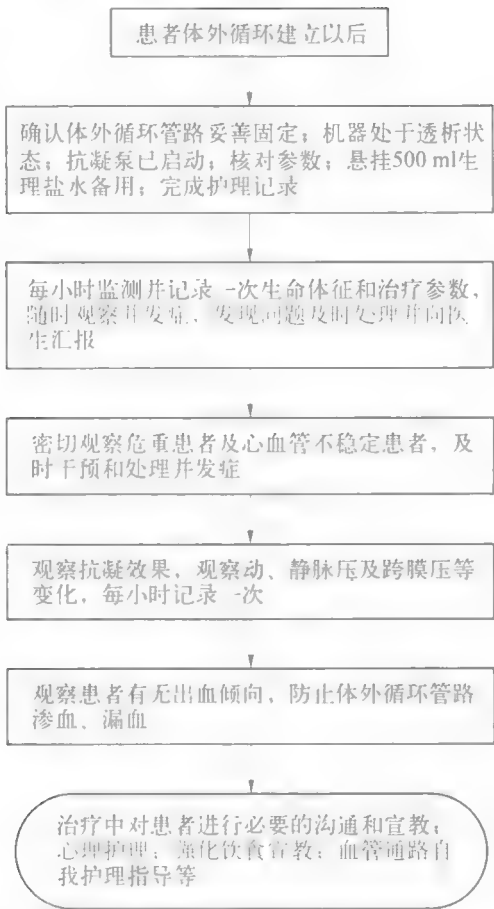 患者体外循环建立以后
确认体外循环管路妥善固定；机器处于透析状
态；抗凝泵已启动；核对参数；悬挂500 ml生
理盐水备用；完成护理记录
每小时监测并记录一次生命体征和治疗参数，
随时观察并发症，发现问题及时处理并向医
生汇报
密切观察危重患者及心血管不稳定患者，及
时干预和处理并发症
观察抗凝效果，观察动、静脉压及跨膜压等
变化，每小时记录一次
观察患者有无出血倾向，防止体外循环管路
渗血、漏血
治疗中对患者进行必要的沟通和宣教；
心理护理；强化饮食宣教；血管通路自
我护理指导等